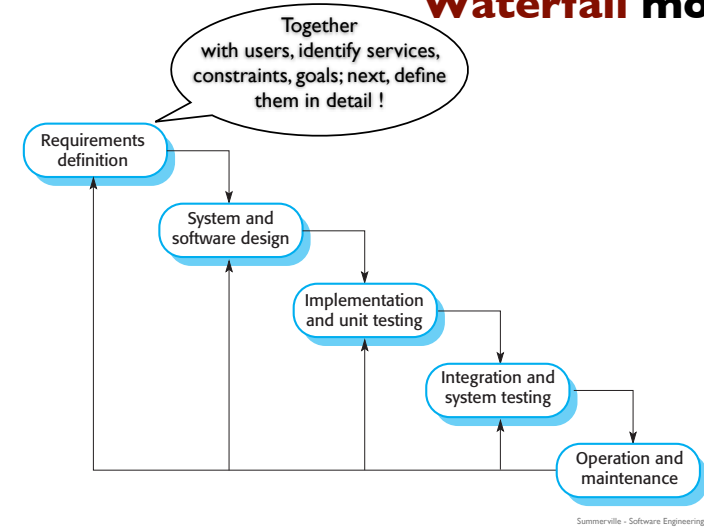 Waterfall mo
Together
with users, identify services,
constraints, goals; next, define
them in detail !
Requirements
definition
System and
software design
Implementation
and unit testing
Integration and
system testing
Operation and
maintenance
Summerville - Software Engineering